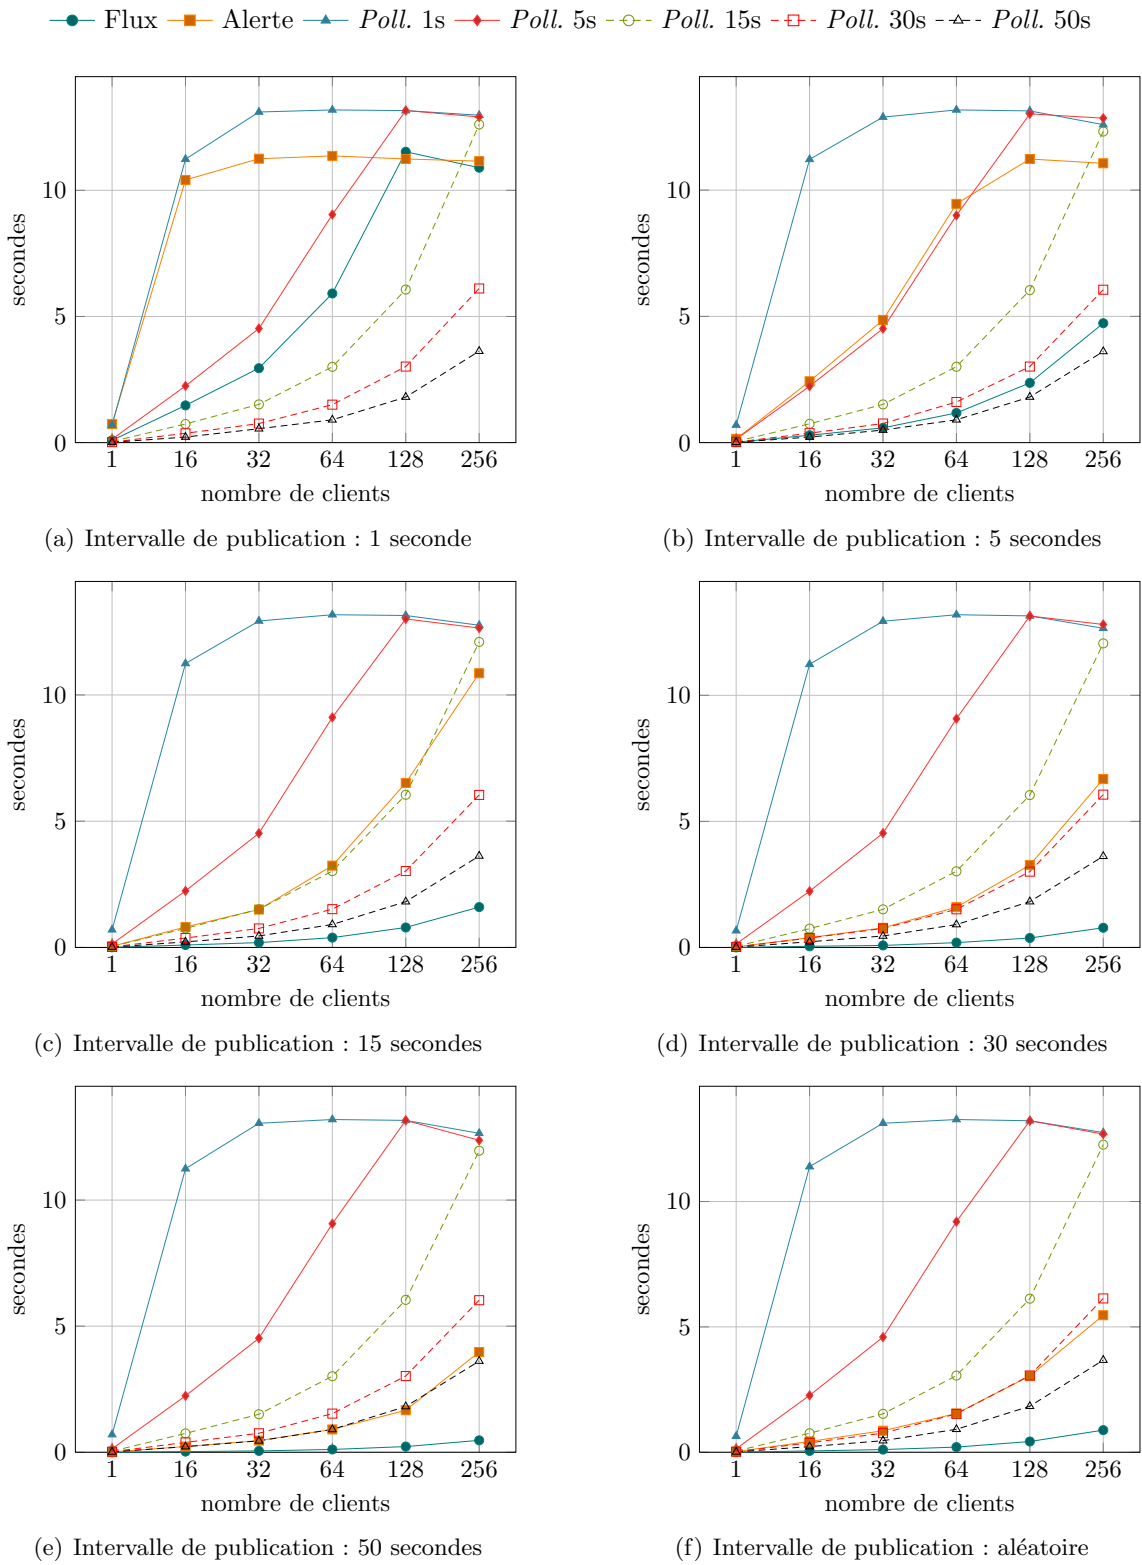 Flux Alerte Poll. 1s Poll. 5s Poll. 15s Poll. 30s Poll. 50s
10
5
0
secondes
1 16 32 64 128 256
nombre de clients
(a) Intervalle de publication : 1 seconde
10
5
0
secondes
1 16 32 64 128 256
nombre de clients
(b) Intervalle de publication : 5 secondes
10
5
0
secondes
1 16 32 64 128 256
nombre de clients
(c) Intervalle de publication : 15 secondes
10
5
0
secondes
1 16 32 64 128 256
nombre de clients
(d) Intervalle de publication : 30 secondes
10
5
0
secondes
1 16 32 64 128 256
nombre de clients
(e) Intervalle de publication : 50 secondes
10
5
0
secondes
1 16 32 64 128 256
nombre de clients
(f) Intervalle de publication : aléatoire